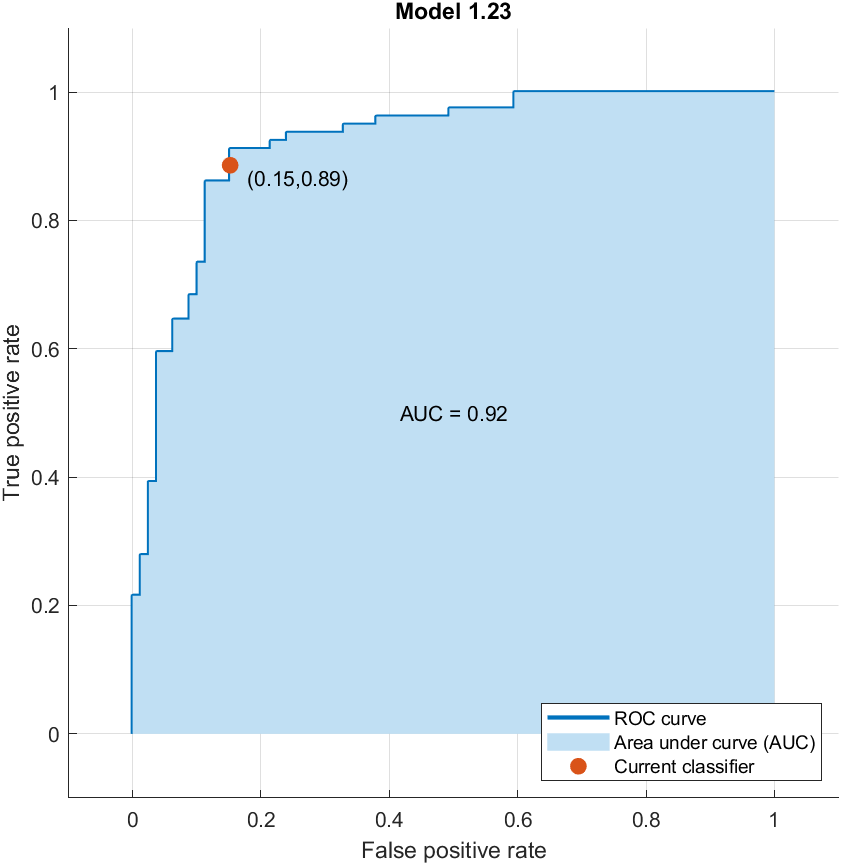 Model 1.23
1
0.8
0.6
0.4
0.2
0
True positive rate
(0.15,0.89)
AUC = 0.92
ROC curve
Area under curve (AUC)
Current classifier
0
0.2
0.4
0.6
0.8
1
False positive rate